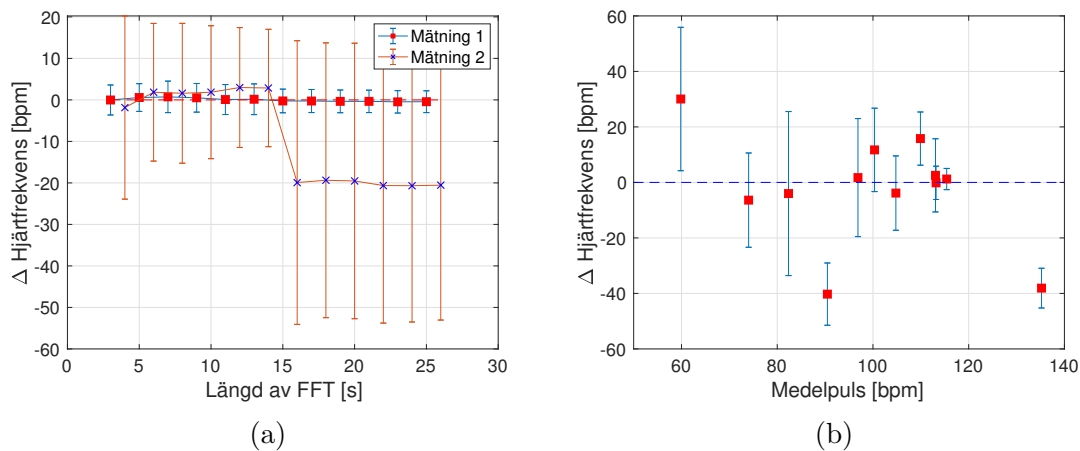 20
10
0
-10
-20
-30
-40
-50
-60
0 5 10 15 20 25 30
Δ Hjärtfrekvens [bpm]
Längd av FFT [s]
Mätning 1
Mätning 2
(a)
60
40
20
0
-20
-40
-60
60 80 100 120 140
Δ Hjärtfrekvens [bpm]
Medelpuls [bpm]
(b)